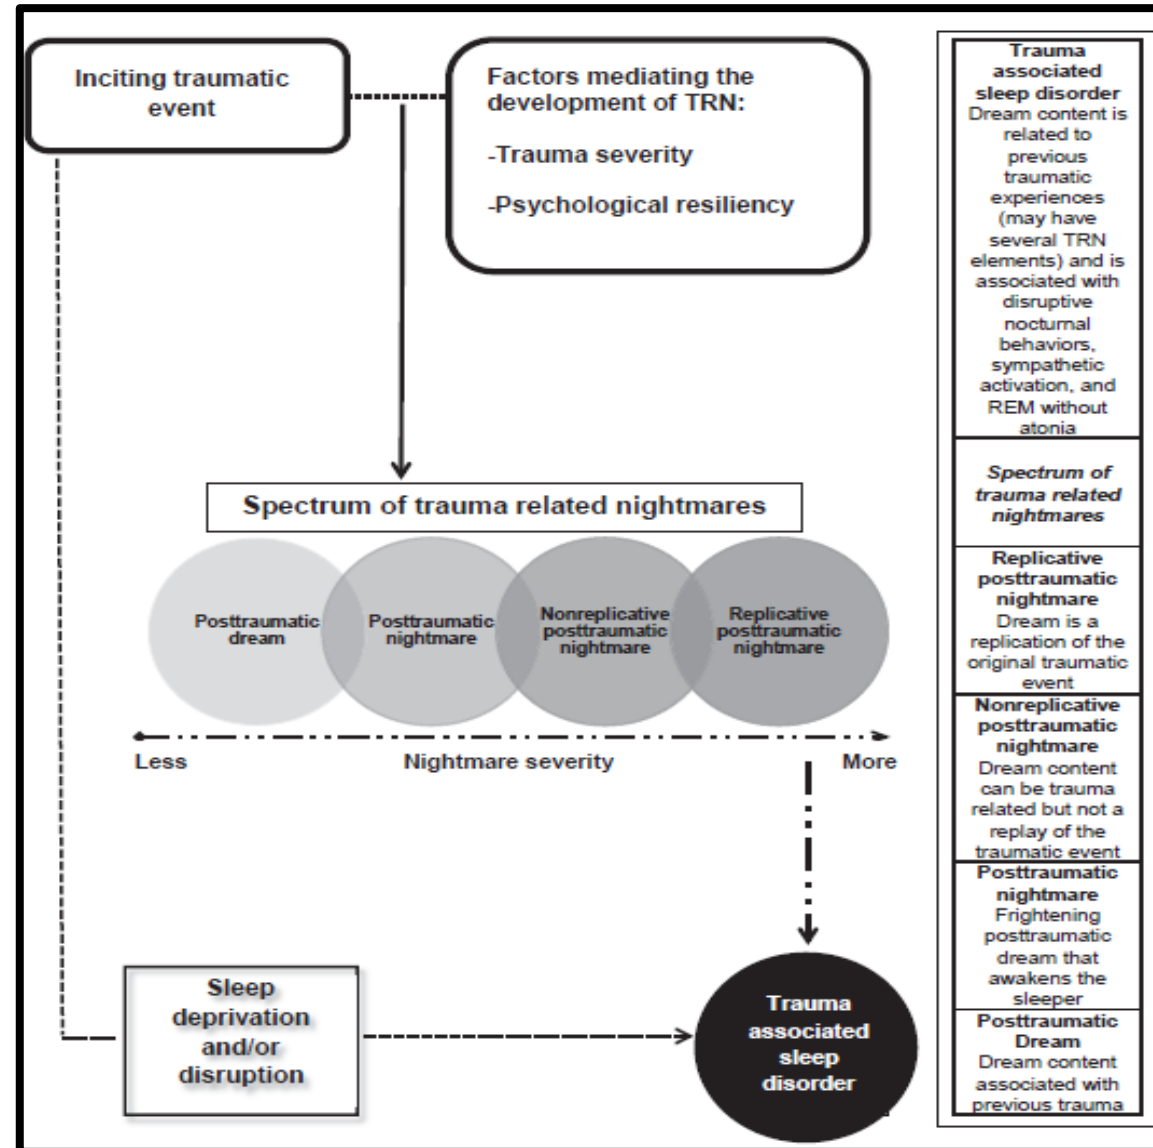 Inciting traumatic
event
Factors mediating the
development of TRN:
-Trauma severity
-Psychological resiliency
Spectrum of trauma related nightmares
Posttraumatic
dream
Posttraumatic
nightmare
Nonreplicative
posttraumatic
nightmare
Replicative
posttraumatic
nightmare
Less
Nightmare severity
More
Sleep
deprivation
and/or
disruption
Trauma
associated
sleep
disorder
Trauma
associated
sleep disorder
Dream content is
related to
previous
traumatic
experiences
(may have
several TRN
elements) and is
associated with
disruptive
nocturnal
behaviors,
sympathetic
activation, and
REM without
atonia
Spectrum of
trauma related
nightmares
Replicative
posttraumatic
nightmare
Dream is a
replication of the
original traumatic
event
Nonreplicative
posttraumatic
nightmare
Dream content
can be trauma
related but not a
replay of the
traumatic event
Posttraumatic
nightmare
Frightening
posttraumatic
dream that
awakens the
sleeper
Posttraumatic
Dream
Dream content
associated with
previous trauma